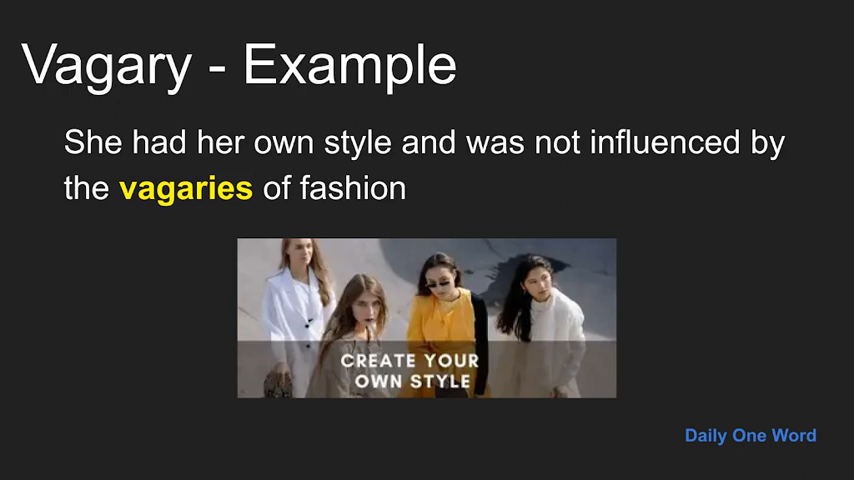 Vagary - Example
She had her own style and was not influenced by
the vagaries of fashion
CREATE YOUR
OWN STYLE
Daily One Word